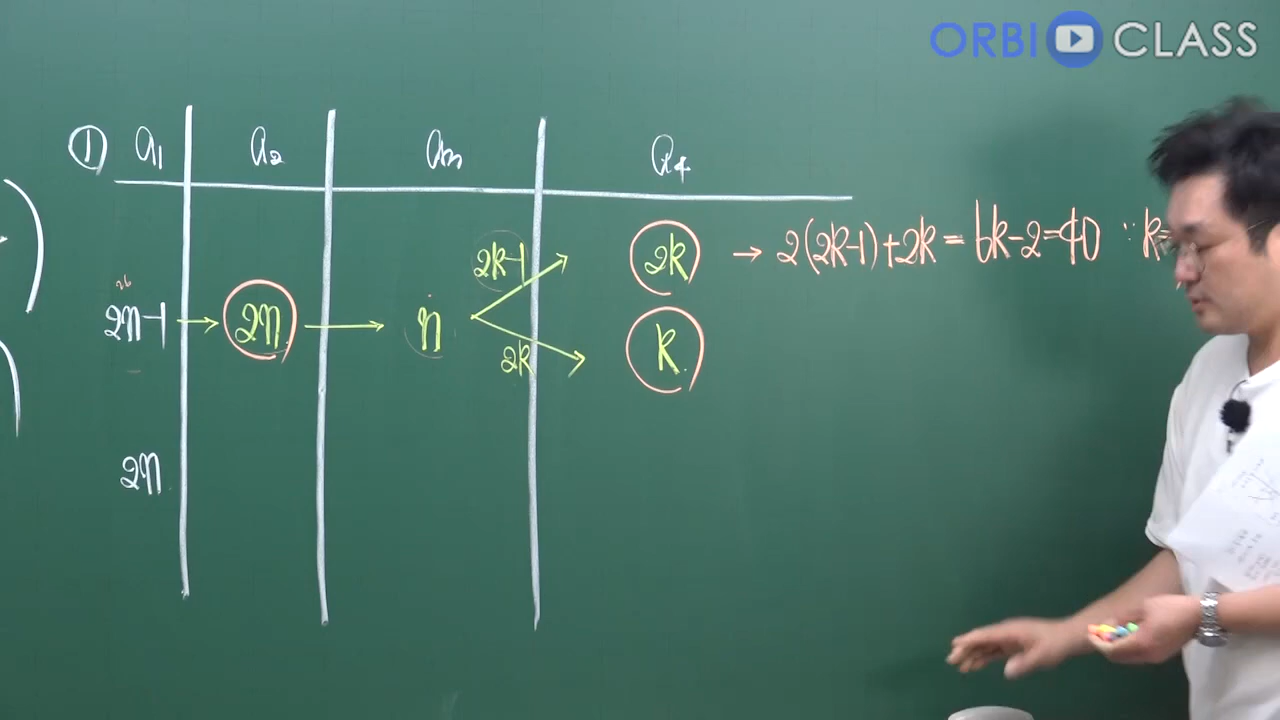 ORBI CLASS
① a₁ a₂ a₃ a₄
2k-1 2k → 2(2k-1)+2k = 6k-2=40 ∵ k=
2n-1 → 2n → n
2k k
2n